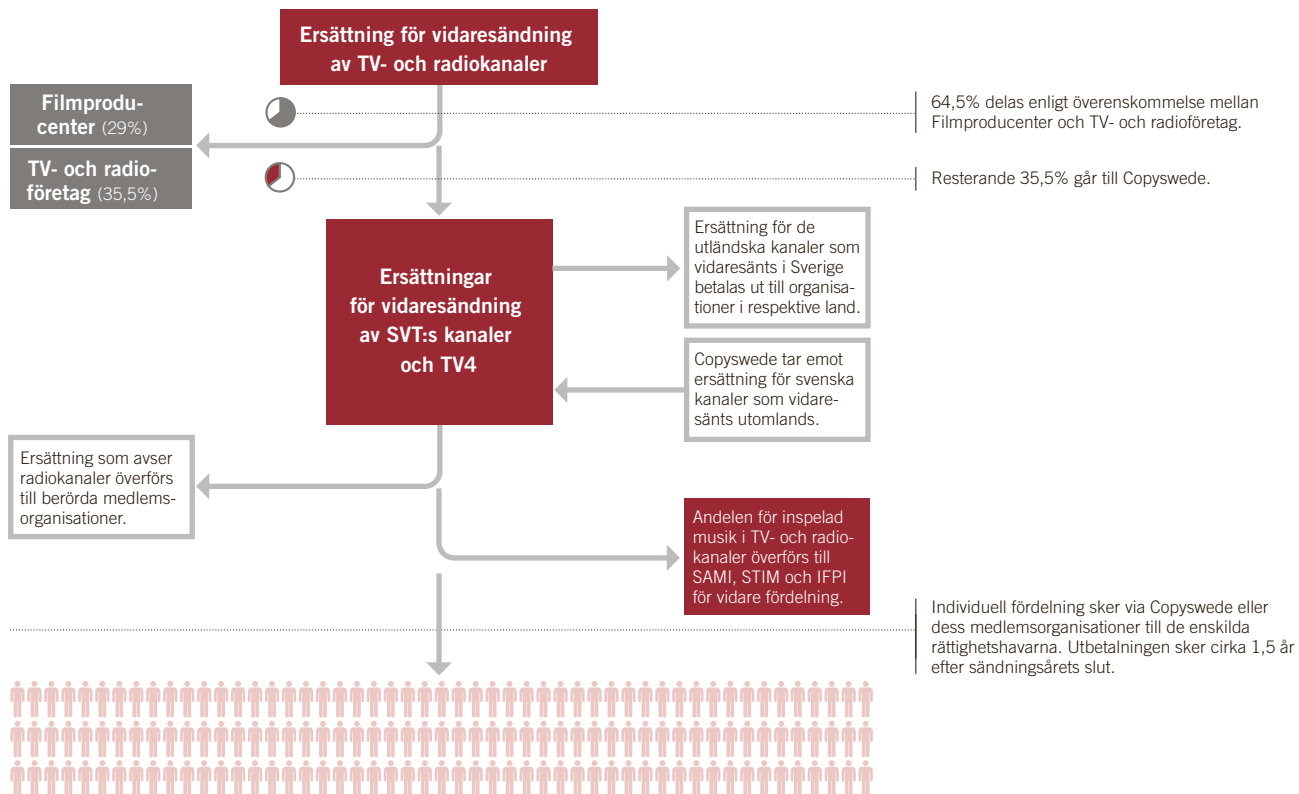 Ersättning för vidaresändning
av TV- och radiokanaler
Filmprodu-
center (29%)
TV- och radio-
företag (35,5%)
64,5% delas enligt överenskommelse mellan
Filmproducenter och TV- och radioföretag.
Resterande 35,5% går till Copyswede.
Ersättningar
för vidaresändning
av SVT:s kanaler
och TV4
Ersättning för de
utländska kanaler som
vidaresänts i Sverige
betalas ut till organisa-
tioner i respektive land.
Copyswede tar emot
ersättning för svenska
kanaler som vidare-
sänts utomlands.
Ersättning som avser
radiokanaler överförs
till berörda medlems-
organisationer.
Andelen för inspelad
musik i TV- och radio-
kanaler överförs till
SAMI, STIM och IFPI
för vidare fördelning.
Individuell fördelning sker via Copyswede eller
dess medlemsorganisationer till de enskilda
rättighetshavarna. Utbetalningen sker cirka 1,5 år
efter sändningsårets slut.